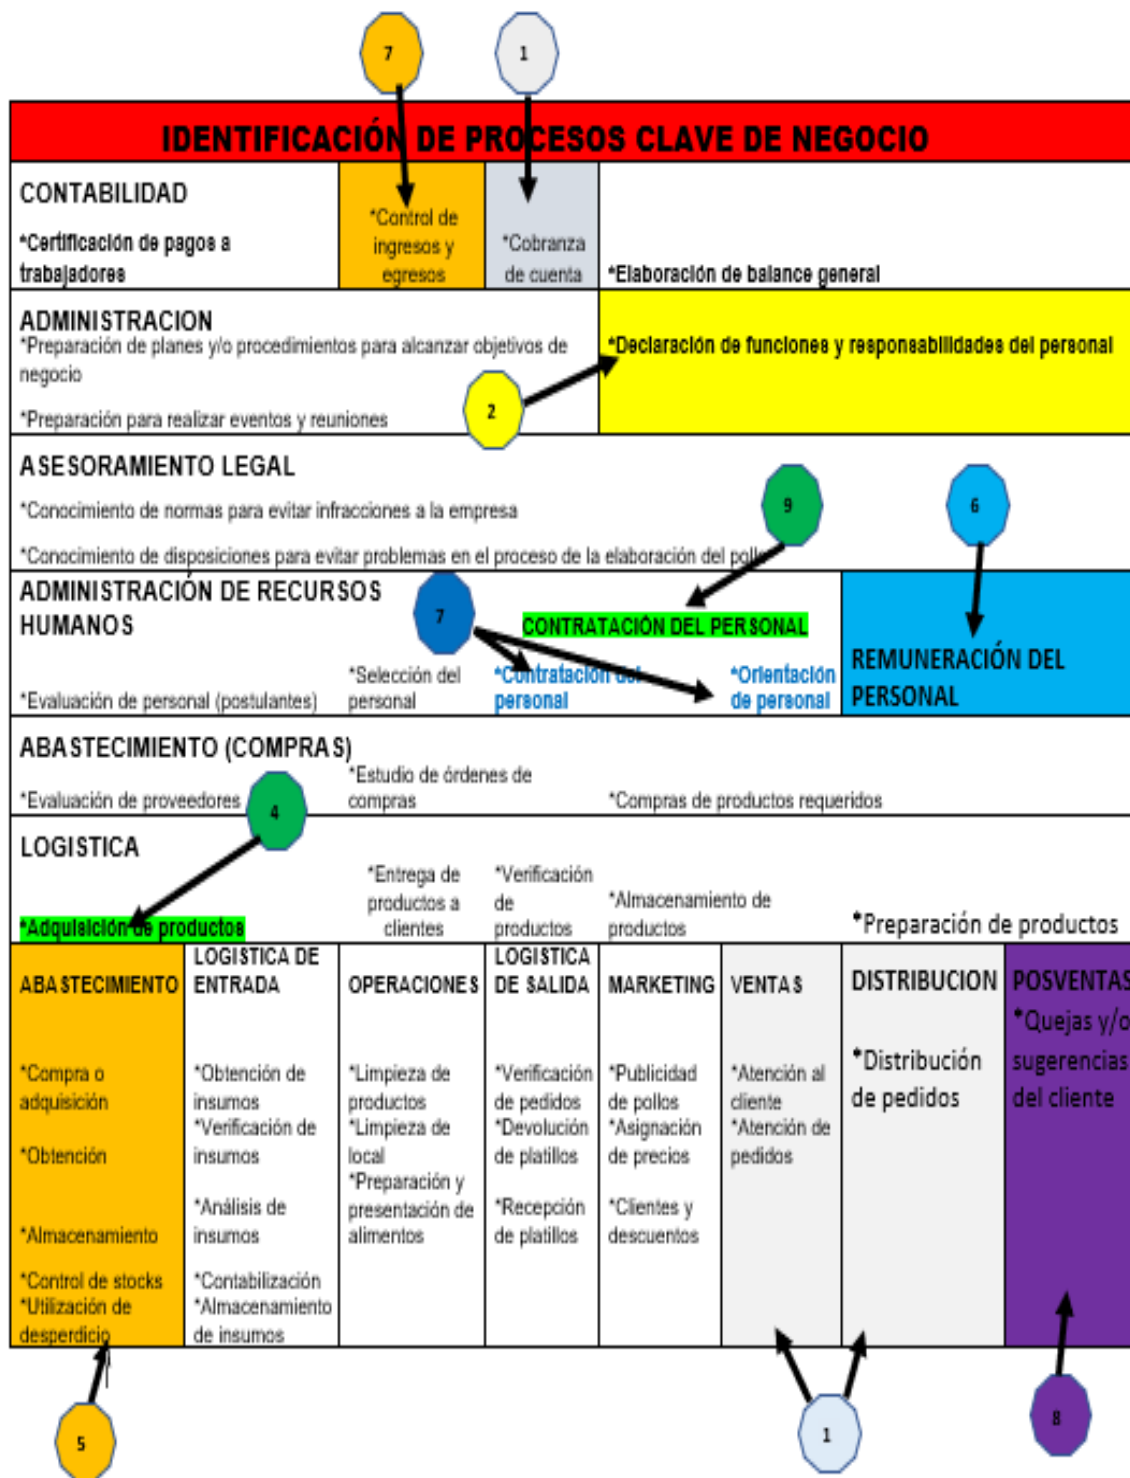 7
1
IDENTIFICACIÓN DE PROCESOS CLAVE DE NEGOCIO
CONTABILIDAD
*Certificación de pagos a
trabajadores
*Control de
ingresos y
egresos
*Cobranza
de cuenta
*Elaboración de balance general
ADMINISTRACION
*Preparación de planes y/o procedimientos para alcanzar objetivos de
negocio
*Preparación para realizar eventos y reuniones
2
*Declaración de funciones y responsabilidades del personal
ASESORAMIENTO LEGAL
*Conocimiento de normas para evitar infracciones a la empresa
*Conocimiento de disposiciones para evitar problemas en el proceso de la elaboración del pollo
9
6
ADMINISTRACIÓN DE RECURSOS
HUMANOS
*Evaluación de personal (postulantes)
7
*Selección del
personal
CONTRATACIÓN DEL PERSONAL
*Contratación del
personal
*Orientación
de personal
REMUNERACIÓN DEL
PERSONAL
ABASTECIMIENTO (COMPRAS)
*Evaluación de proveedores
*Estudio de órdenes de
compras
*Compras de productos requeridos
4
LOGISTICA
*Adquisición de productos
*Entrega de
productos a
clientes
*Verificación
de
productos
*Almacenamiento de
productos
*Preparación de productos
ABASTECIMIENTO
*Compra o
adquisición
*Obtención
*Almacenamiento
*Control de stocks
*Utilización de
desperdicio
LOGISTICA DE
ENTRADA
*Obtención de
insumos
*Verificación de
insumos
*Análisis de
insumos
*Contabilización
*Almacenamiento
de insumos
OPERACIONES
*Limpieza de
productos
*Limpieza de
local
*Preparación y
presentación de
alimentos
LOGISTICA
DE SALIDA
*Verificación
de pedidos
*Devolución
de platillos
*Recepción
de platillos
MARKETING
*Publicidad
de pollos
*Asignación
de precios
*Clientes y
descuentos
VENTAS
*Atención al
cliente
*Atención de
pedidos
DISTRIBUCION
*Distribución
de pedidos
POSVENTAS
*Quejas y/o
sugerencias
del cliente
5
1
8